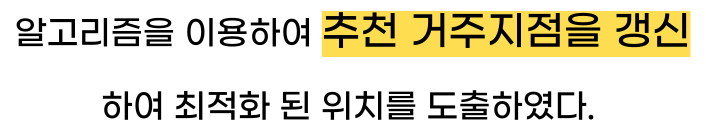 알고리즘을 이용하여 추천 거주지점을 갱신
하여 최적화 된 위치를 도출하였다.